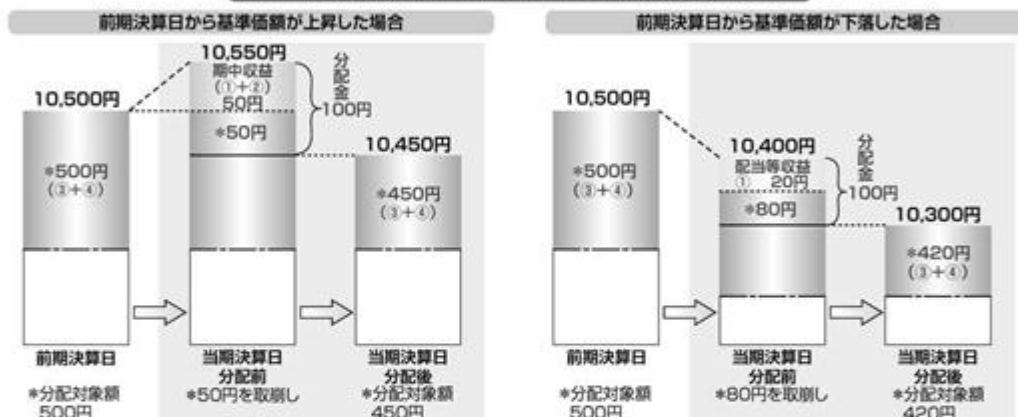 前期決算日から基準価額が上昇した場合
10,550円
期中収益
(①+②)
50円
*50円
分配金
100円
10,500円
*500円
(③+④)
10,450円
*450円
(③+④)
前期決算日
*分配対象額
500円
当期決算日
分配前
*50円を取崩し
当期決算日
分配後
*分配対象額
450円
前期決算日から基準価額が下落した場合
10,500円
*500円
(③+④)
10,400円
配当等収益
① 20円
*80円
分配金
100円
10,300円
*420円
(③+④)
前期決算日
*分配対象額
500円
当期決算日
分配前
*80円を取崩し
当期決算日
分配後
*分配対象額
420円